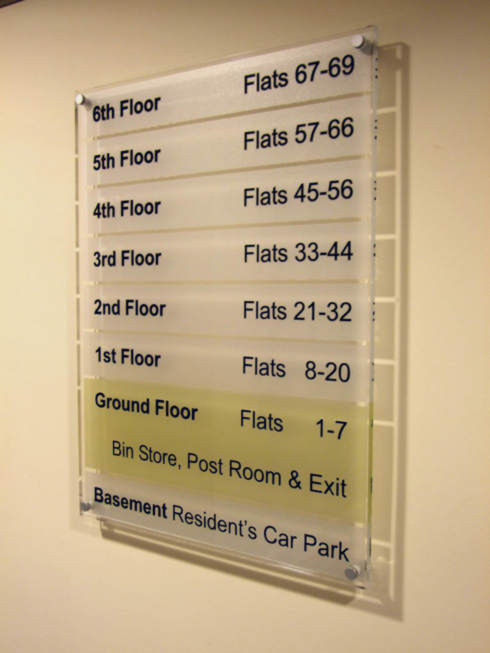 6th Floor Flats 67-69
5th Floor Flats 57-66
4th Floor Flats 45-56
3rd Floor Flats 33-44
2nd Floor Flats 21-32
1st Floor Flats 8-20
Ground Floor Flats 1-7
Bin Store, Post Room & Exit
Basement Resident's Car Park